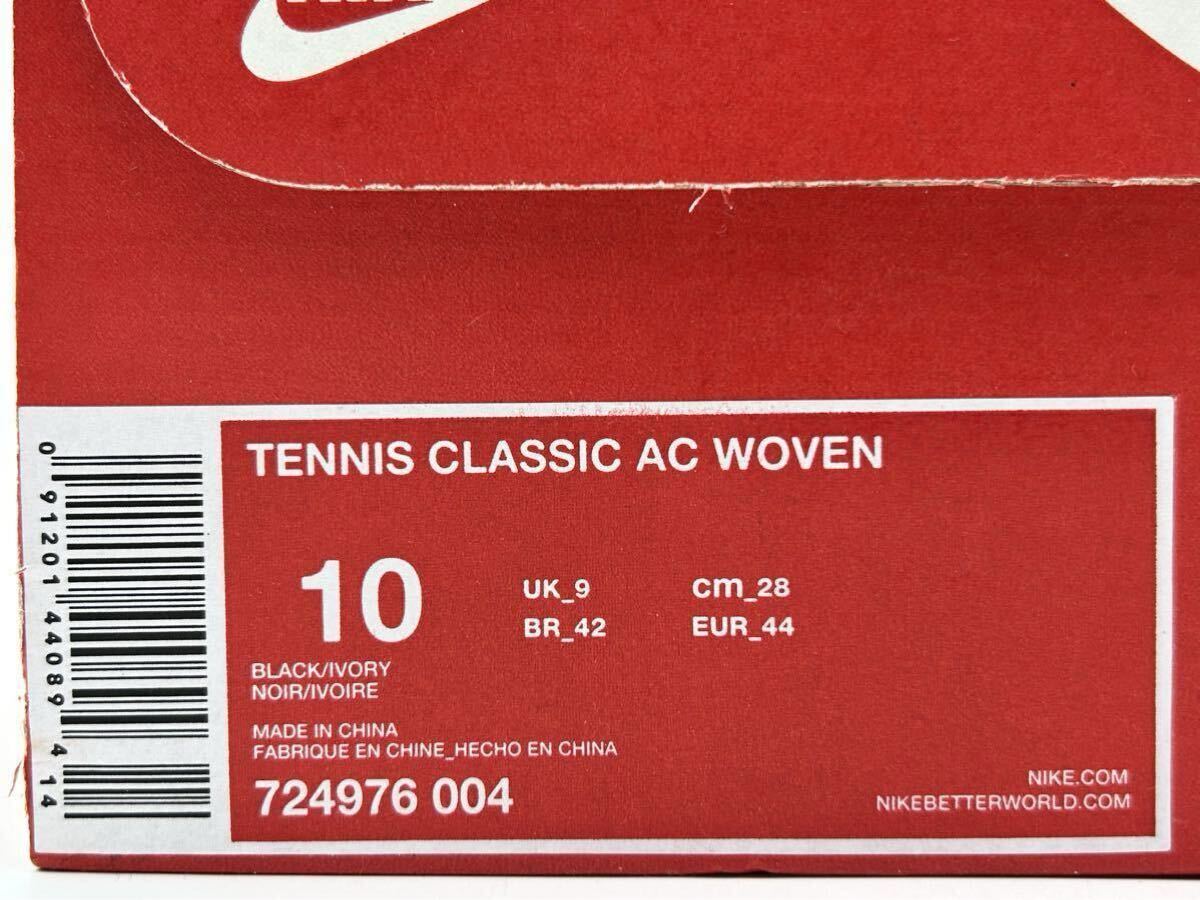 TENNIS CLASSIC AC WOVEN
10
UK_9
cm_28
BR_42
EUR_44
BLACK/IVORY
NOIR/IVOIRE
MADE IN CHINA
FABRIQUE EN CHINE_HECHO EN CHINA
724976 004
NIKE.COM
NIKEBETTERWORLD.COM
0 91201 44089 4 14